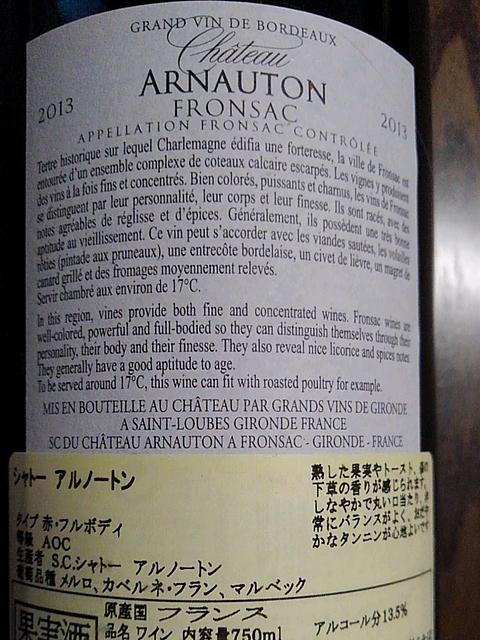 GRAND VIN DE BORDEAUX
Château
ARNAUTON
2013
FRONSAC
2013
APPELLATION FRONSAC CONTRÔLÉE
Tertre historique sur lequel Charlemagne édifia une forteresse, la ville de Fronsac est
entourée d'un ensemble complexe de coteaux calcaire escarpés. Les vignes y produisent
des vins à la fois fins et concentrés. Bien colorés, puissants et charnus, les vins de Fronsac
se distinguent par leur personnalité, leur corps et leur finesse. Ils sont racés, avec des
notes agréables de réglisse et d'épices. Généralement, ils possèdent une très bonne
aptitude au vieillissement. Ce vin peut s'accorder avec les viandes sautées, les volailles
rôties (pintade aux pruneaux), une entrecôte bordelaise, un civet de lièvre, un magret de
canard grillé et des fromages moyennement relevés.
Servir chambré aux environ de 17°C.
In this region, vines provide both fine and concentrated wines. Fronsac wines are
well-colored, powerful and full-bodied so they can distinguish themselves through their
personality, their body and their finesse. They also reveal nice licorice and spices notes.
They generally have a good aptitude to age.
To be served around 17°C, this wine can fit with roasted poultry for example.
MIS EN BOUTEILLE AU CHÂTEAU PAR GRANDS VINS DE GIRONDE
A SAINT-LOUBES GIRONDE FRANCE
SC DU CHÂTEAU ARNAUTON A FRONSAC - GIRONDE - FRANCE
シャトー アルノートン
タイプ 赤・フルボディ
等級 AOC
生産者 S.C.シャトー アルノートン
葡萄品種 メルロ、カベルネ・フラン、マルベック
熟した果実やトースト、
下草の香りが感じられます。
しなやかで丸い口当たり、
常にバランスがよく、
かなタンニンが心地よいです
果実酒
原産国 フランス
品名 ワイン 内容量750ml
アルコール分13.5%